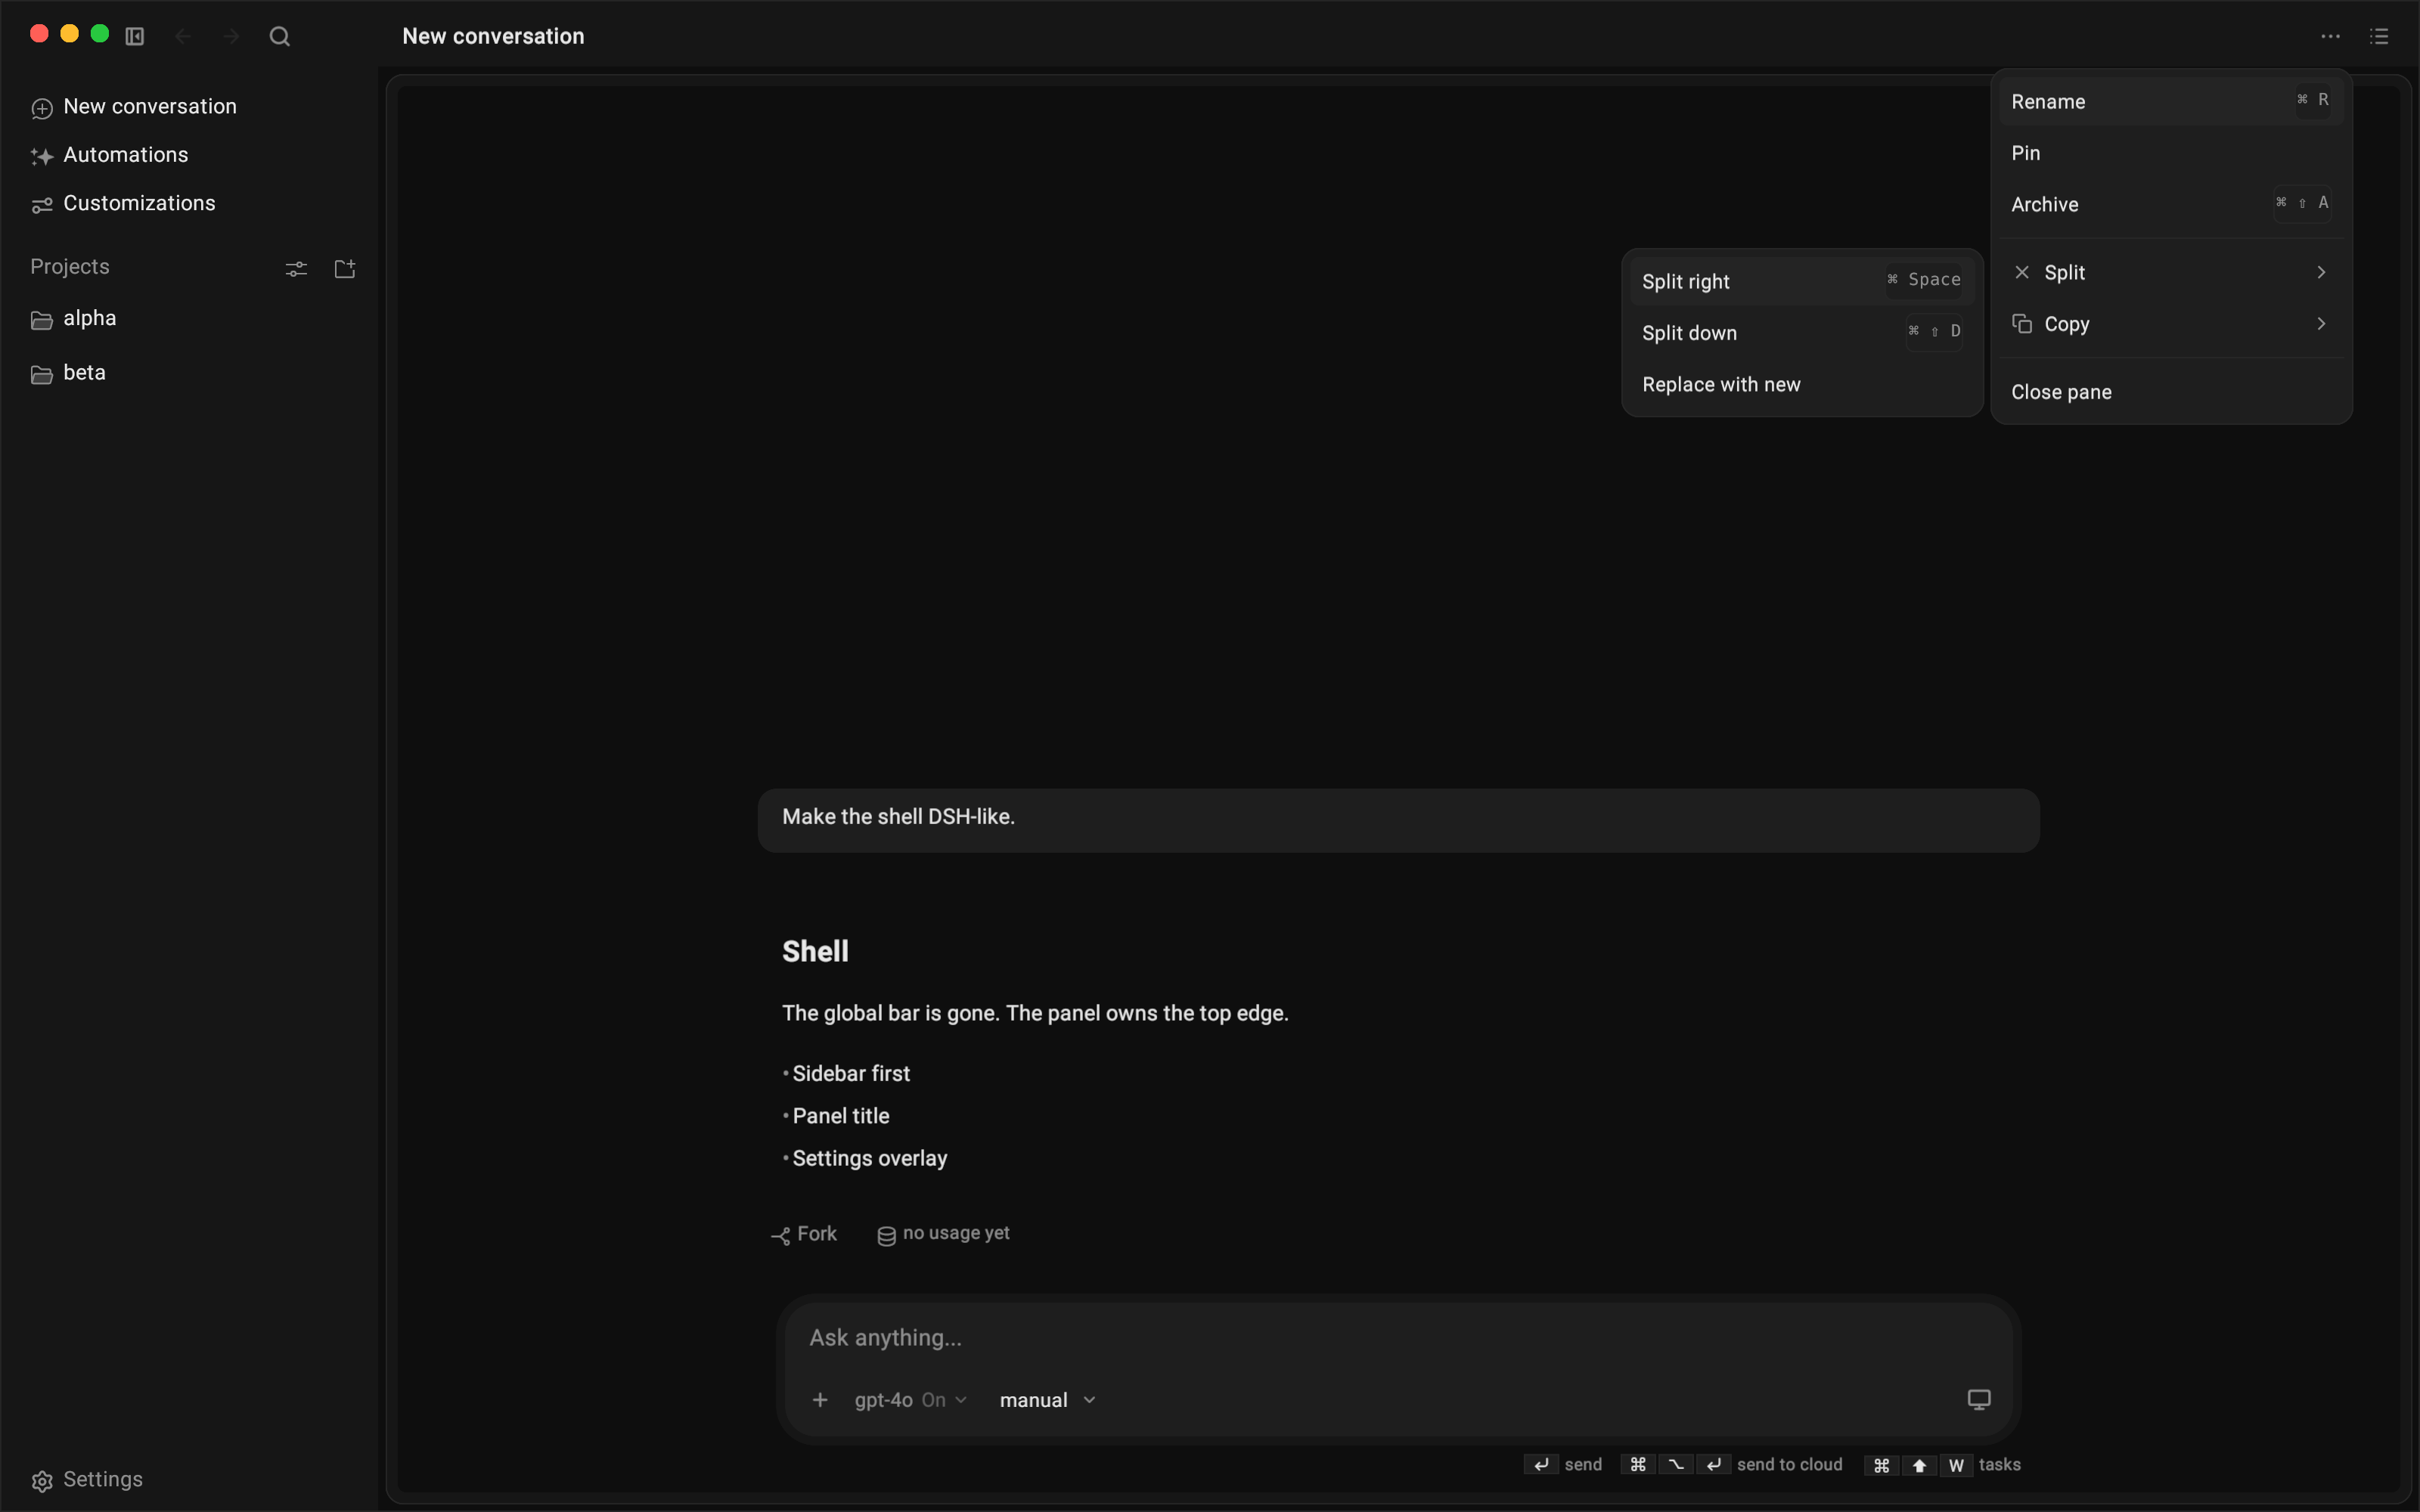 New conversation
New conversation
Automations
Customizations
Projects
alpha
beta
Settings
Rename ⌘ R
Pin
Archive ⌘ ⇧ A
Split
Copy
Close pane
Split right ⌘ Space
Split down ⌘ ⇧ D
Replace with new
Make the shell DSH-like.
Shell
The global bar is gone. The panel owns the top edge.
• Sidebar first
• Panel title
• Settings overlay
Fork no usage yet
Ask anything...
gpt-4o On manual
↵ send ⌘ ⌥ ↵ send to cloud ⌘ ⬆ W tasks